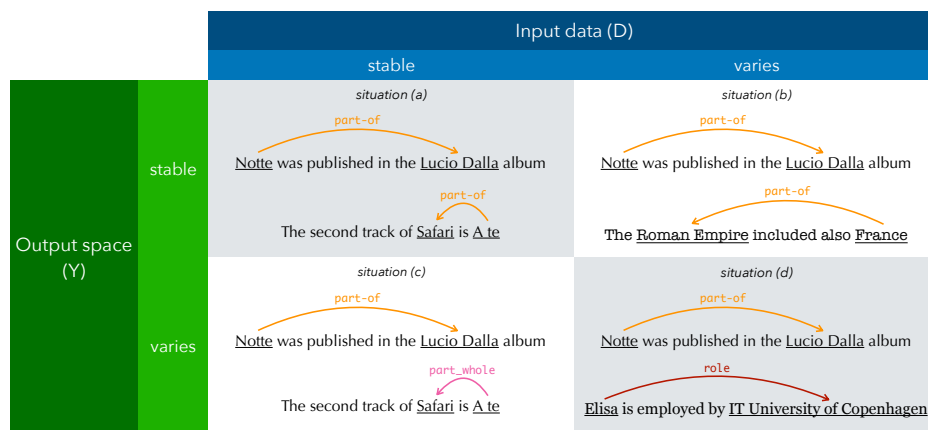 Input data (D)
stable
varies
Output space
(Y)
stable
situation (a)
part-of
Notte was published in the Lucio Dalla album
part-of
The second track of Safari is A te
situation (b)
part-of
Notte was published in the Lucio Dalla album
part-of
The Roman Empire included also France
varies
situation (c)
part-of
Notte was published in the Lucio Dalla album
part_whole
The second track of Safari is A te
situation (d)
part-of
Notte was published in the Lucio Dalla album
role
Elisa is employed by IT University of Copenhagen